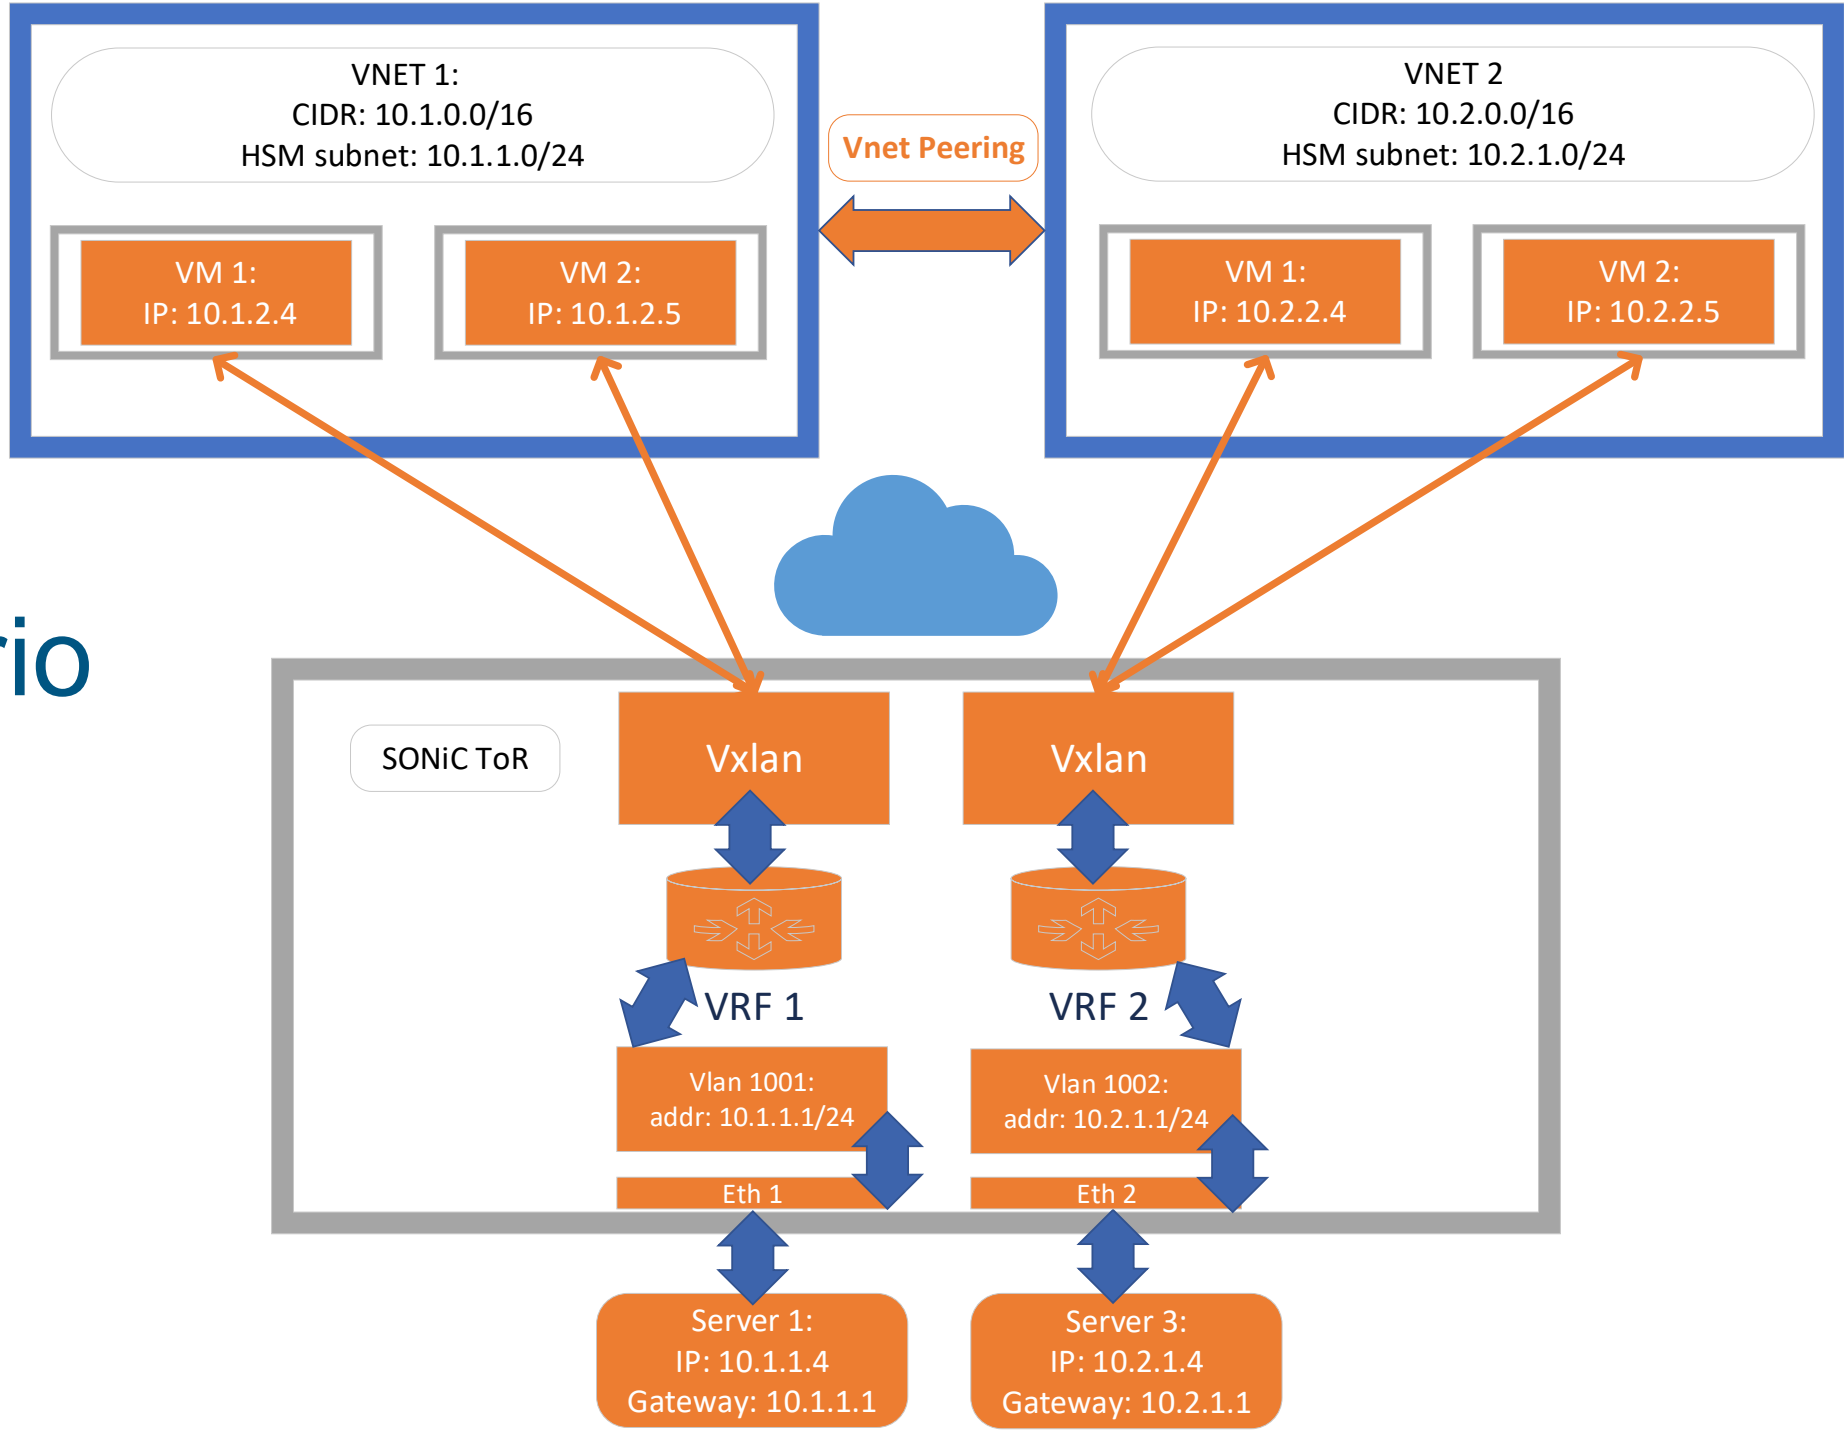 VNET 1:
CIDR: 10.1.0.0/16
HSM subnet: 10.1.1.0/24
Vnet Peering
VNET 2
CIDR: 10.2.0.0/16
HSM subnet: 10.2.1.0/24
VM 1:
IP: 10.1.2.4
VM 2:
IP: 10.1.2.5
VM 1:
IP: 10.2.2.4
VM 2:
IP: 10.2.2.5
rio
SONiC ToR
Vxlan
Vxlan
VRF 1
VRF 2
Vlan 1001:
addr: 10.1.1.1/24
Vlan 1002:
addr: 10.2.1.1/24
Eth 1
Eth 2
Server 1:
IP: 10.1.1.4
Gateway: 10.1.1.1
Server 3:
IP: 10.2.1.4
Gateway: 10.2.1.1